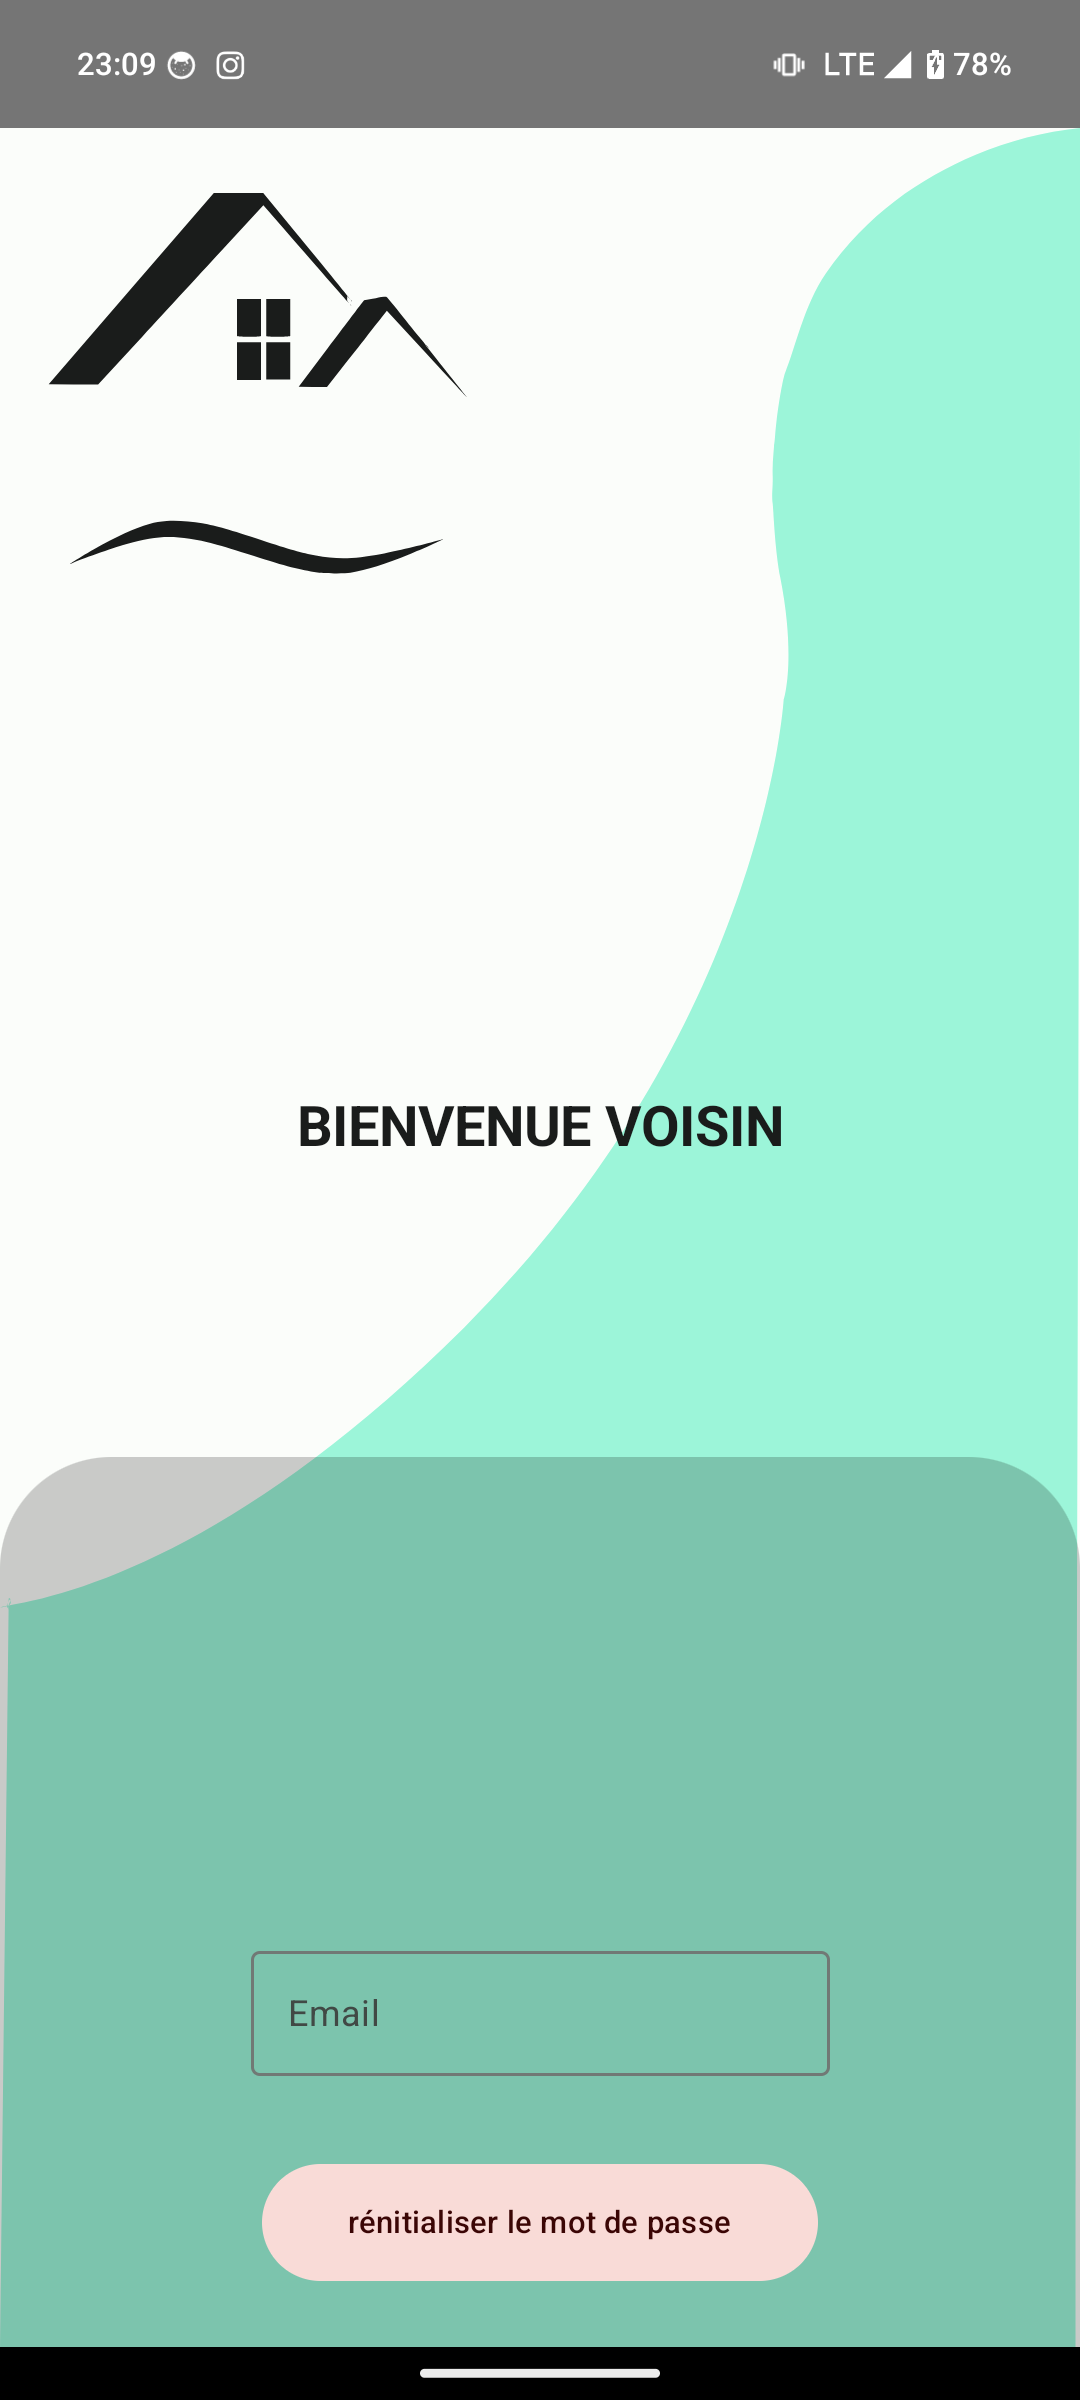 23:09 LTE 78%
BIENVENUE VOISIN
Email
rénitialiser le mot de passe